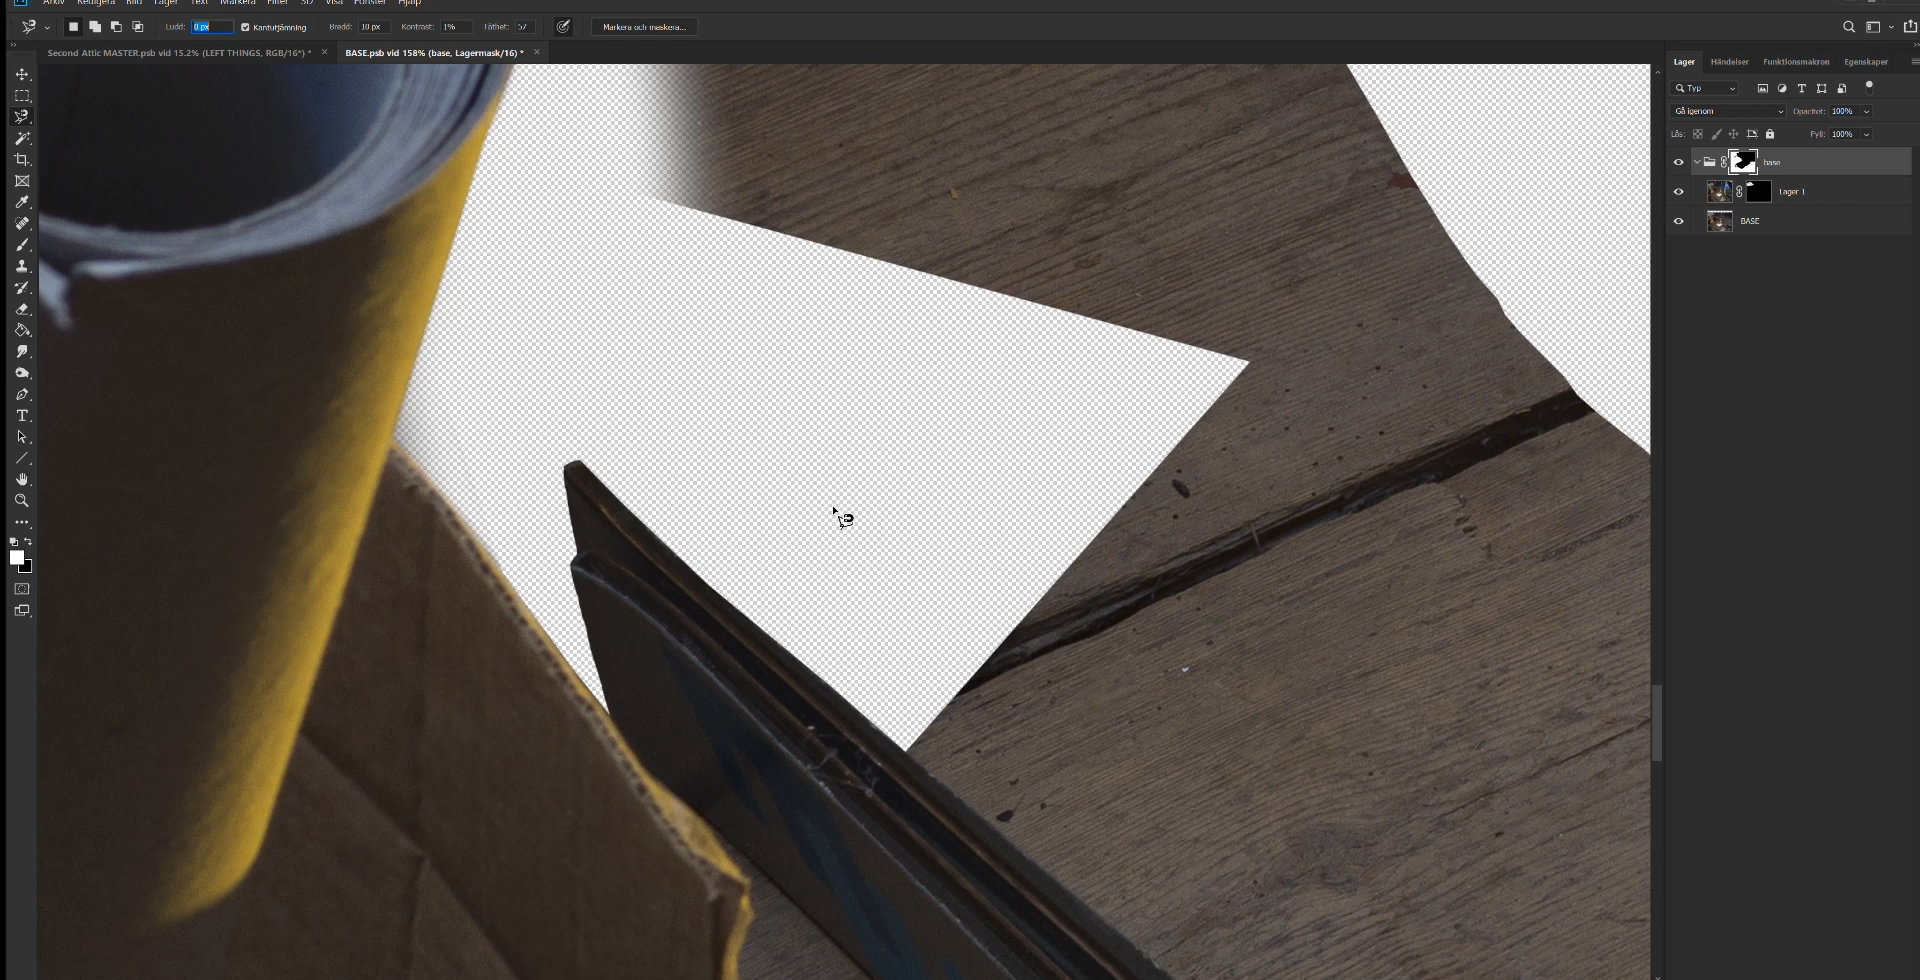 Arkiv Redigera Bild Lager Text Markera Filter 3D Visa Fönster Hjälp
Ludd: 0 px Kantutjämning Bredd: 10 px Kontrast: 1% Täthet: 57 Markera och maskera...
Second Attic MASTER.psb vid 15.2% (LEFT THINGS, RGB/16*) * × BASE.psb vid 158% (base, Lagermask/16) * ×
Lager Händelser Funktionsmakron Egenskaper
Typ
Gå igenom Opacitet: 100%
Lås: Fyll: 100%
base
Lager 1
BASE